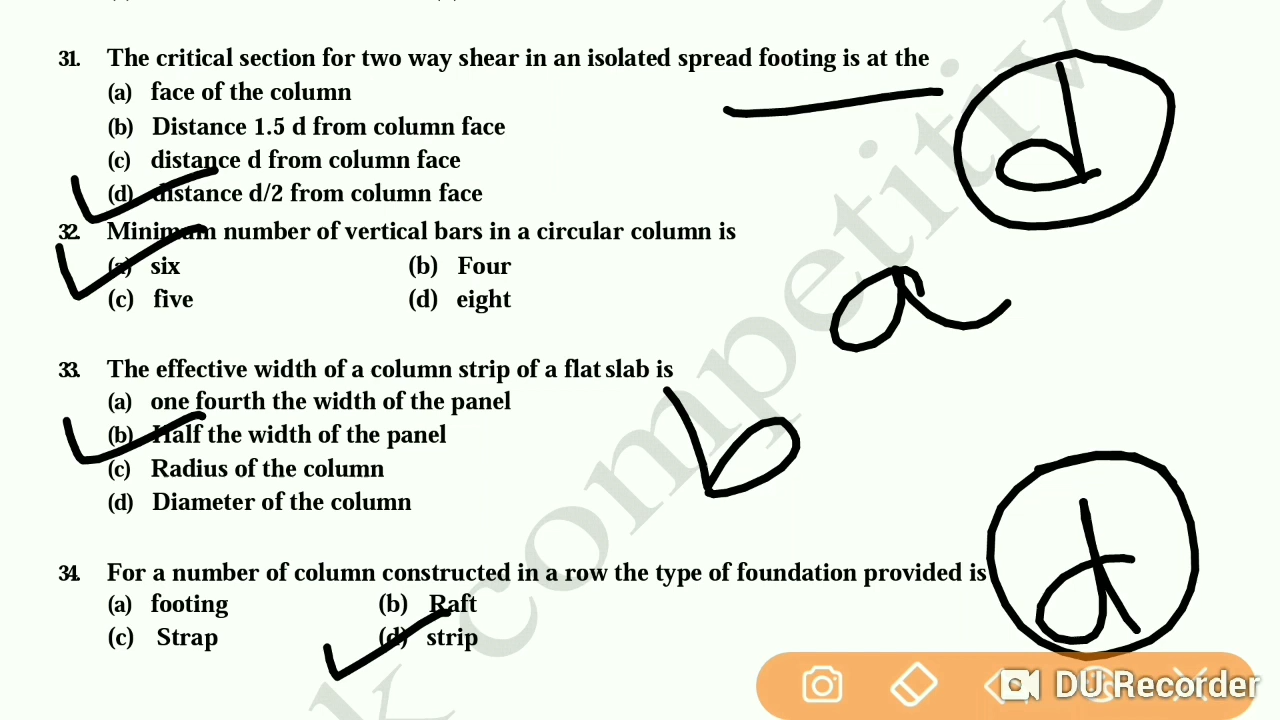 31. The critical section for two way shear in an isolated spread footing is at the
(a) face of the column
(b) Distance 1.5 d from column face
(c) distance d from column face
(d) distance d/2 from column face
d
32. Minimum number of vertical bars in a circular column is
(a) six (b) Four
(c) five (d) eight
a
33. The effective width of a column strip of a flat slab is
(a) one fourth the width of the panel
(b) Half the width of the panel
(c) Radius of the column
(d) Diameter of the column
b
34. For a number of column constructed in a row the type of foundation provided is
(a) footing (b) Raft
(c) Strap (d) strip
d
k competitive
DU Recorder